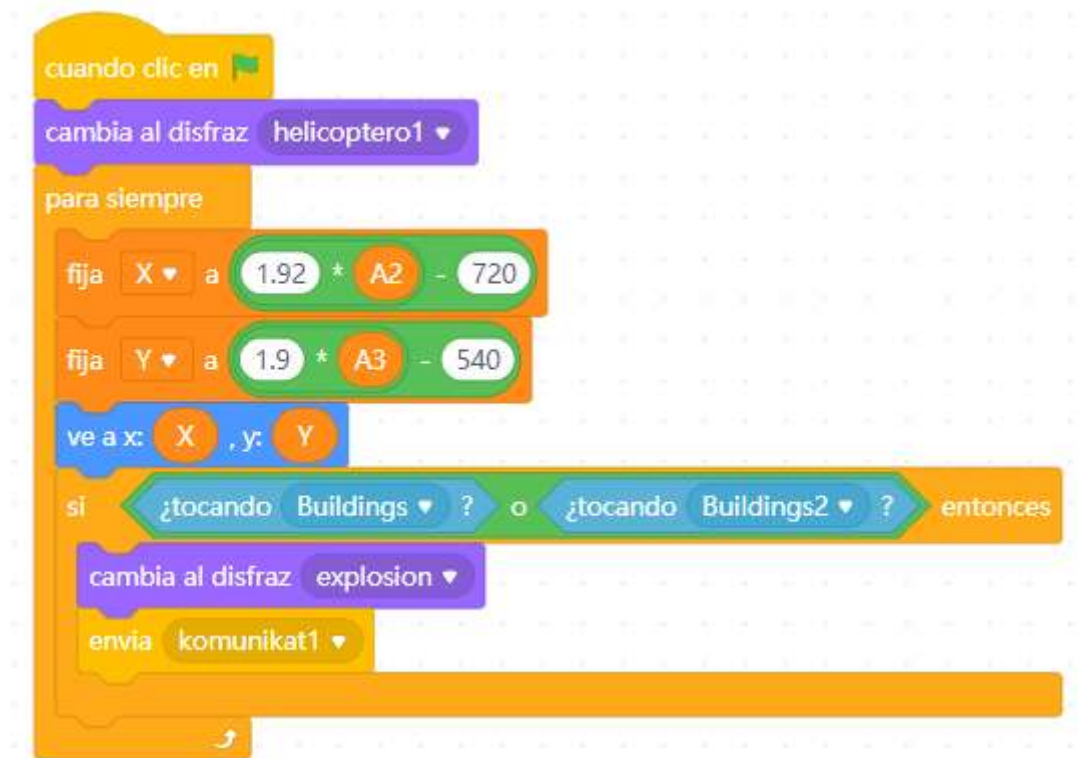 cuando clic en
cambia al disfraz helicoptero1
para siempre
fija X a 1.92 * A2 - 720
fija Y a 1.9 * A3 - 540
ve a x: X , y: Y
si ¿tocando Buildings ? o ¿tocando Buildings2 ? entonces
cambia al disfraz explosion
envia komunikat1